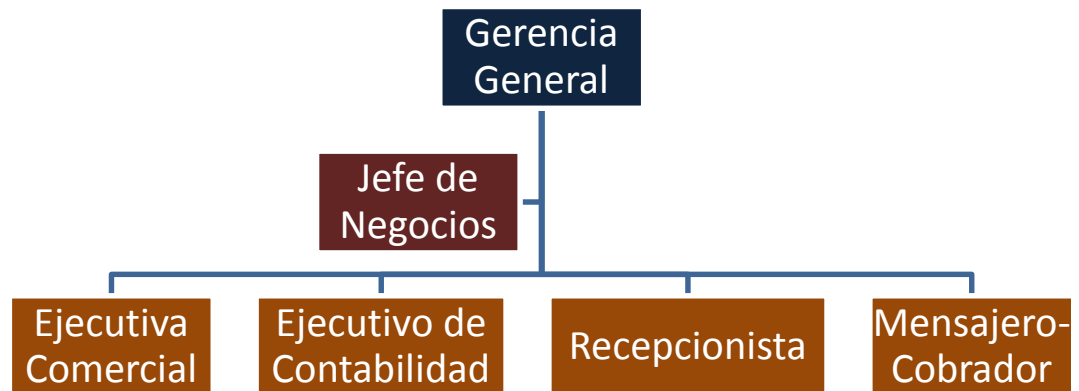 Gerencia
General
Jefe de
Negocios
Ejecutiva
Comercial
Ejecutivo de
Contabilidad
Recepcionista
Mensajero-
Cobrador